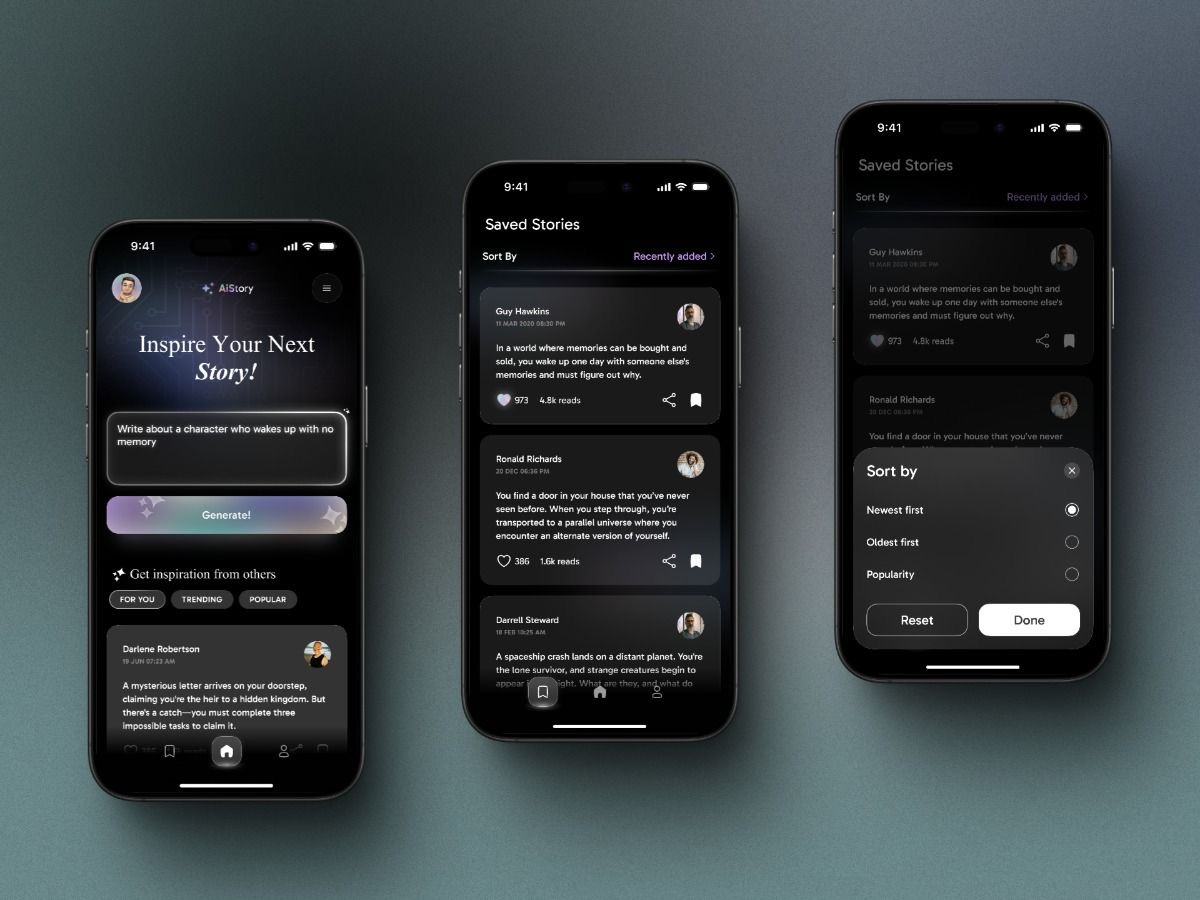 9:41
AiStory
Inspire Your Next
Story!
Write about a character who wakes up with no
memory
Generate!
Get inspiration from others
FOR YOU
TRENDING
POPULAR
Darlene Robertson
19 JUN 07:23 AM
A mysterious letter arrives on your doorstep,
claiming you're the heir to a hidden kingdom. But
there's a catch—you must complete three
impossible tasks to claim it.
386
reads
9:41
Saved Stories
Sort By
Recently added >
Guy Hawkins
11 MAR 2020 08:30 PM
In a world where memories can be bought and
sold, you wake up one day with someone else's
memories and must figure out why.
973 4.8k reads
Ronald Richards
20 DEC 06:36 PM
You find a door in your house that you've never
seen before. When you step through, you're
transported to a parallel universe where you
encounter an alternate version of yourself.
386 1.6k reads
Darrell Steward
18 FEB 10:25 AM
A spaceship crash lands on a distant planet. You're
the lone survivor, and strange creatures begin to
appear What are they, and what do
9:41
Saved Stories
Sort By
Recently added >
Guy Hawkins
11 MAR 2020 08:30 PM
In a world where memories can be bought and
sold, you wake up one day with someone else's
memories and must figure out why.
973 4.8k reads
Ronald Richards
20 DEC 06:36 PM
You find a door in your house that you've never
Sort by
Newest first
Oldest first
Popularity
Reset
Done